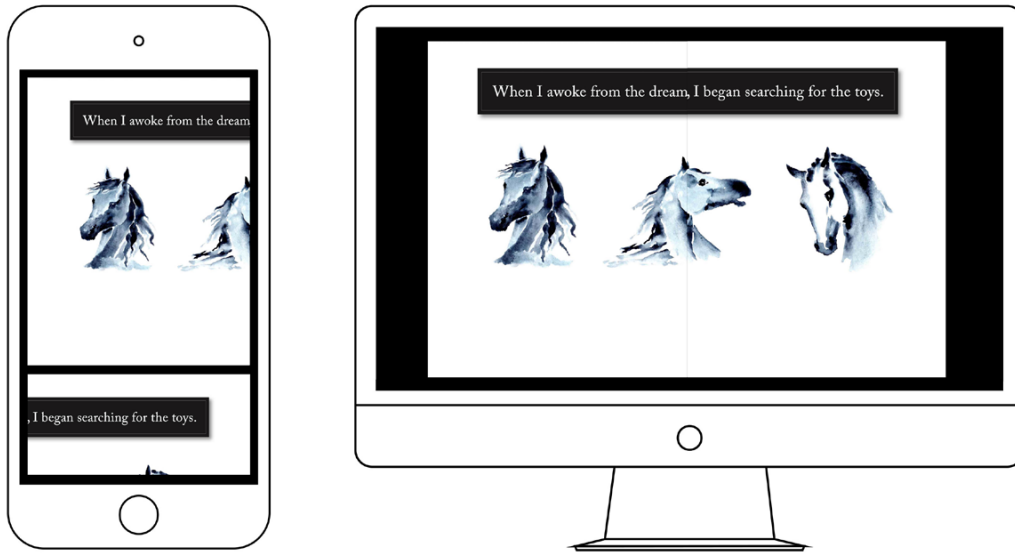 When I awoke from the dream
, I began searching for the toys.
When I awoke from the dream, I began searching for the toys.